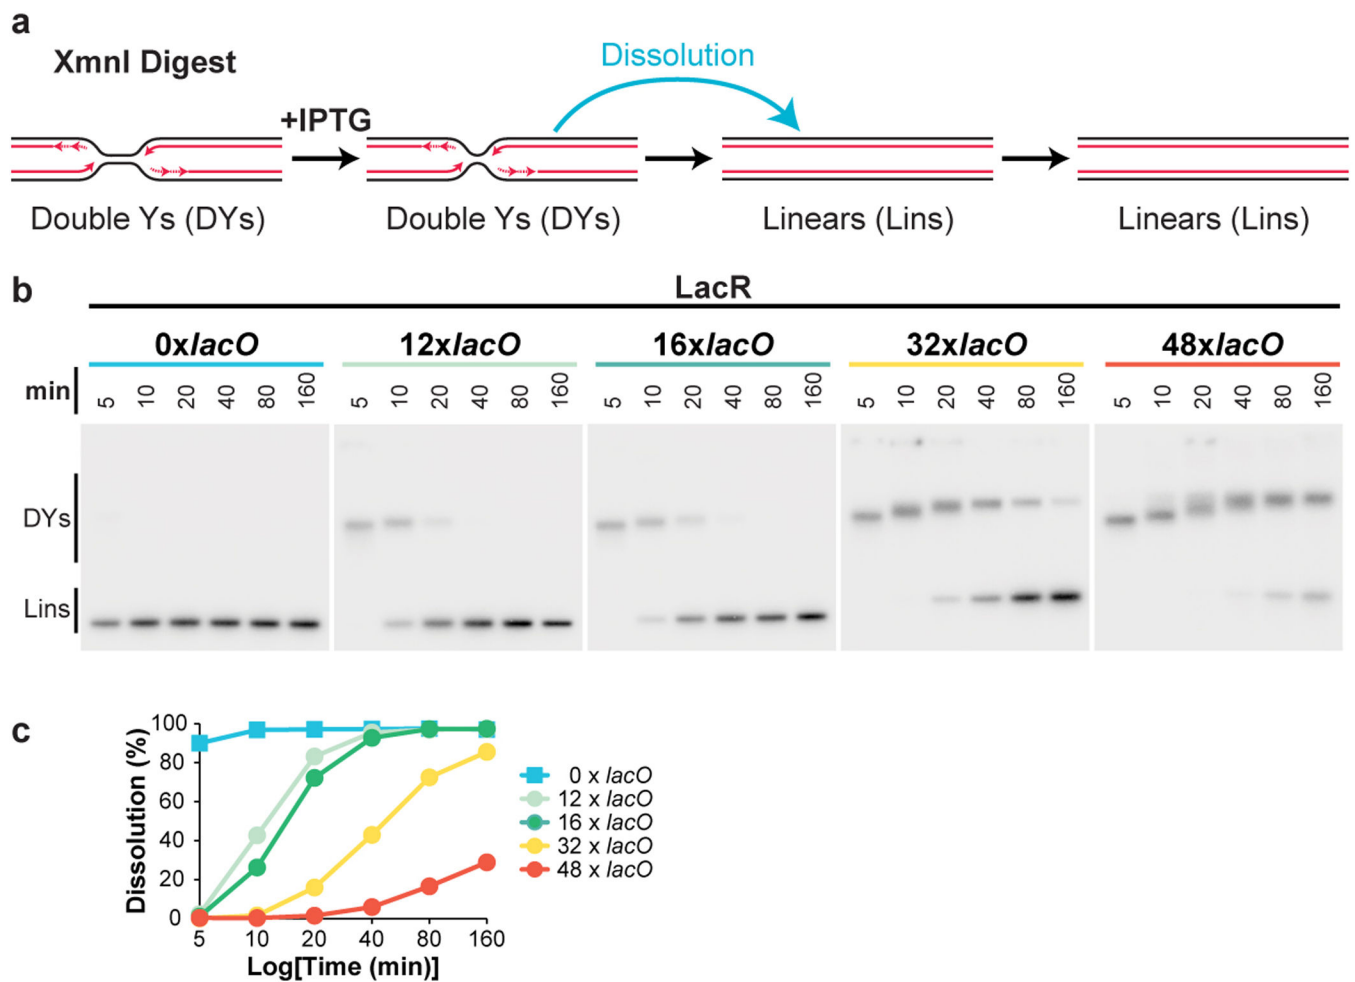 a
XmnI Digest
Dissolution
+IPTG
Double Ys (DYs) Double Ys (DYs) Linears (Lins) Linears (Lins)
b
LacR
0xlacO 12xlacO 16xlacO 32xlacO 48xlacO
min 5 10 20 40 80 160 5 10 20 40 80 160 5 10 20 40 80 160 5 10 20 40 80 160 5 10 20 40 80 160
DYs
Lins
c
Dissolution (%)
100
80
60
40
20
0
5 10 20 40 80 160
Log[Time (min)]
0 x lacO
12 x lacO
16 x lacO
32 x lacO
48 x lacO